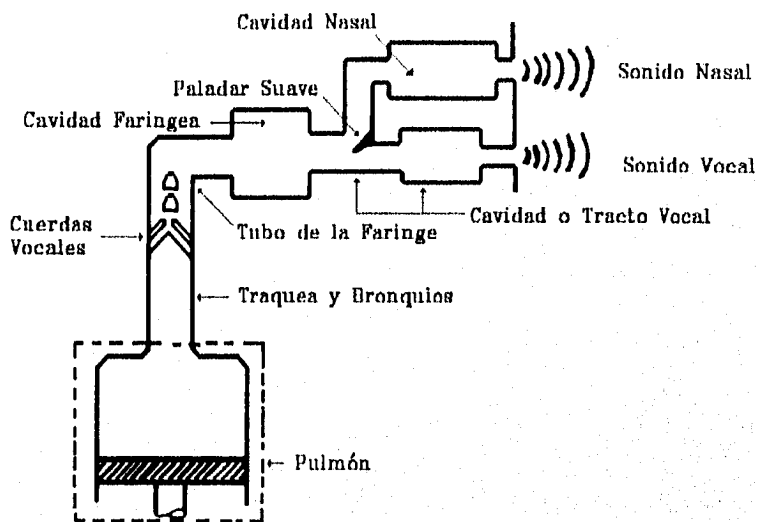 Cavidad Nasal
Sonido Nasal
Paladar Suave
Cavidad Faringea
Sonido Vocal
Cavidad o Tracto Vocal
Cuerdas
Vocales
Tubo de la Faringe
Traquea y Bronquios
Pulmón